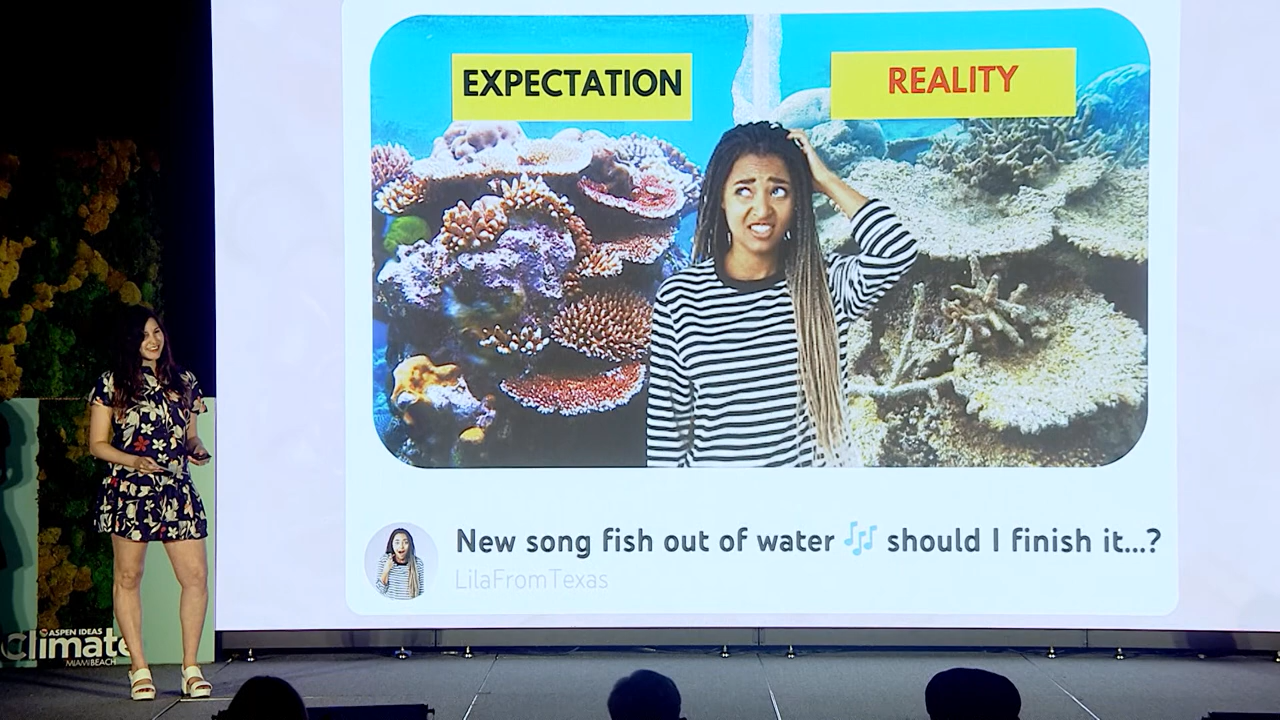 EXPECTATION
REALITY
New song fish out of water 🎶 should I finish it...?
LilaFromTexas
ASPEN IDEAS
Climate
MIAMI BEACH